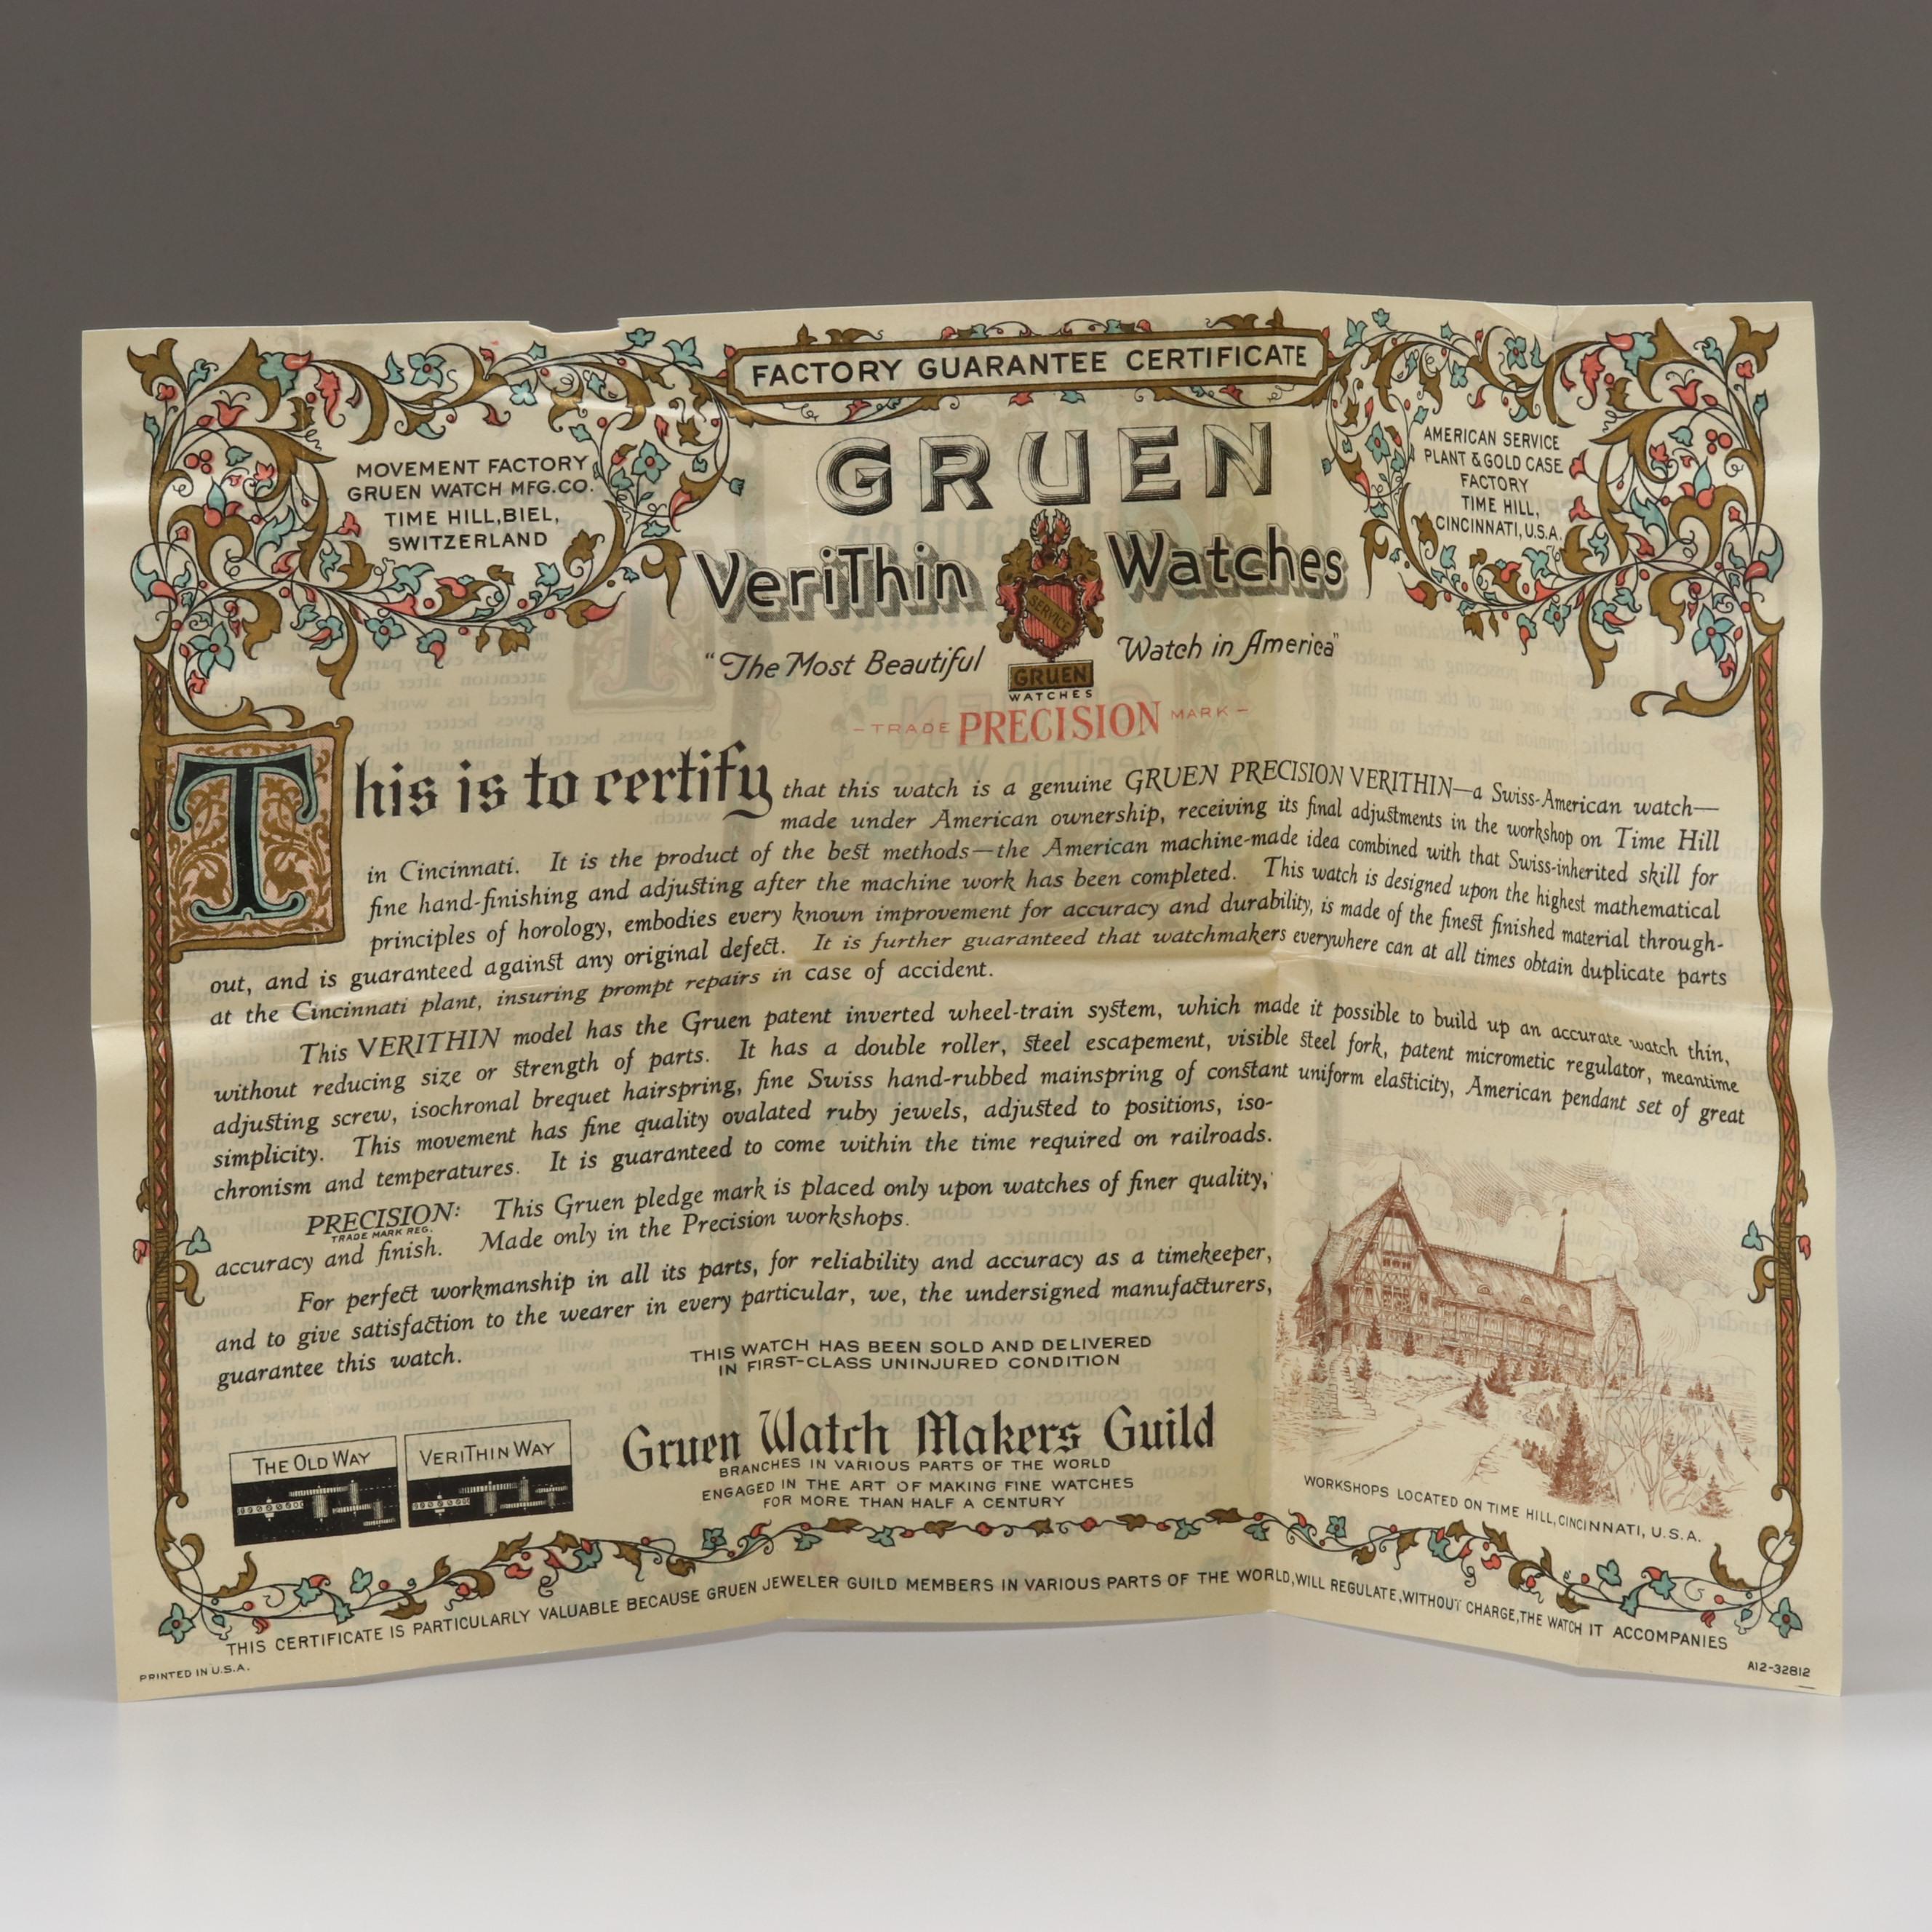 FACTORY GUARANTEE CERTIFICATE
MOVEMENT FACTORY
GRUEN WATCH MFG.CO.
TIME HILL, BIEL,
SWITZERLAND
GRUEN
VeriThin Watches
SERVICE
"The Most Beautiful Watch in America"
GRUEN
WATCHES
AMERICAN SERVICE
PLANT & GOLD CASE
FACTORY
TIME HILL,
CINCINNATI, U.S.A.
– TRADE PRECISION MARK –
This is to certify that this watch is a genuine GRUEN PRECISION VERITHIN—a Swiss-American watch—
made under American ownership, receiving its final adjustments in the workshop on Time Hill
in Cincinnati. It is the product of the best methods—the American machine-made idea combined with that Swiss-inherited skill for
fine hand-finishing and adjusting after the machine work has been completed. This watch is designed upon the highest mathematical
principles of horology, embodies every known improvement for accuracy and durability, is made of the finest finished material through-
out, and is guaranteed against any original defect. It is further guaranteed that watchmakers everywhere can at all times obtain duplicate parts
at the Cincinnati plant, insuring prompt repairs in case of accident.
This VERITHIN model has the Gruen patent inverted wheel-train system, which made it possible to build up an accurate watch thin,
without reducing size or strength of parts. It has a double roller, steel escapement, visible steel fork, patent micrometic regulator, meantime
adjusting screw, isochronal brequet hairspring, fine Swiss hand-rubbed mainspring of constant uniform elasticity, American pendant set of great
simplicity. This movement has fine quality ovalated ruby jewels, adjusted to positions, iso-
chronism and temperatures. It is guaranteed to come within the time required on railroads.
PRECISION: This Gruen pledge mark is placed only upon watches of finer quality,
TRADE MARK REG.
accuracy and finish. Made only in the Precision workshops.
For perfect workmanship in all its parts, for reliability and accuracy as a timekeeper,
and to give satisfaction to the wearer in every particular, we, the undersigned manufacturers,
guarantee this watch.
THIS WATCH HAS BEEN SOLD AND DELIVERED
IN FIRST-CLASS UNINJURED CONDITION
THE OLD WAY
VERITHIN WAY
Gruen Watch Makers Guild
BRANCHES IN VARIOUS PARTS OF THE WORLD
ENGAGED IN THE ART OF MAKING FINE WATCHES
FOR MORE THAN HALF A CENTURY
WORKSHOPS LOCATED ON TIME HILL, CINCINNATI, U.S.A.
THIS CERTIFICATE IS PARTICULARLY VALUABLE BECAUSE GRUEN JEWELER GUILD MEMBERS IN VARIOUS PARTS OF THE WORLD, WILL REGULATE, WITHOUT CHARGE, THE WATCH IT ACCOMPANIES
PRINTED IN U.S.A.
A12-32812